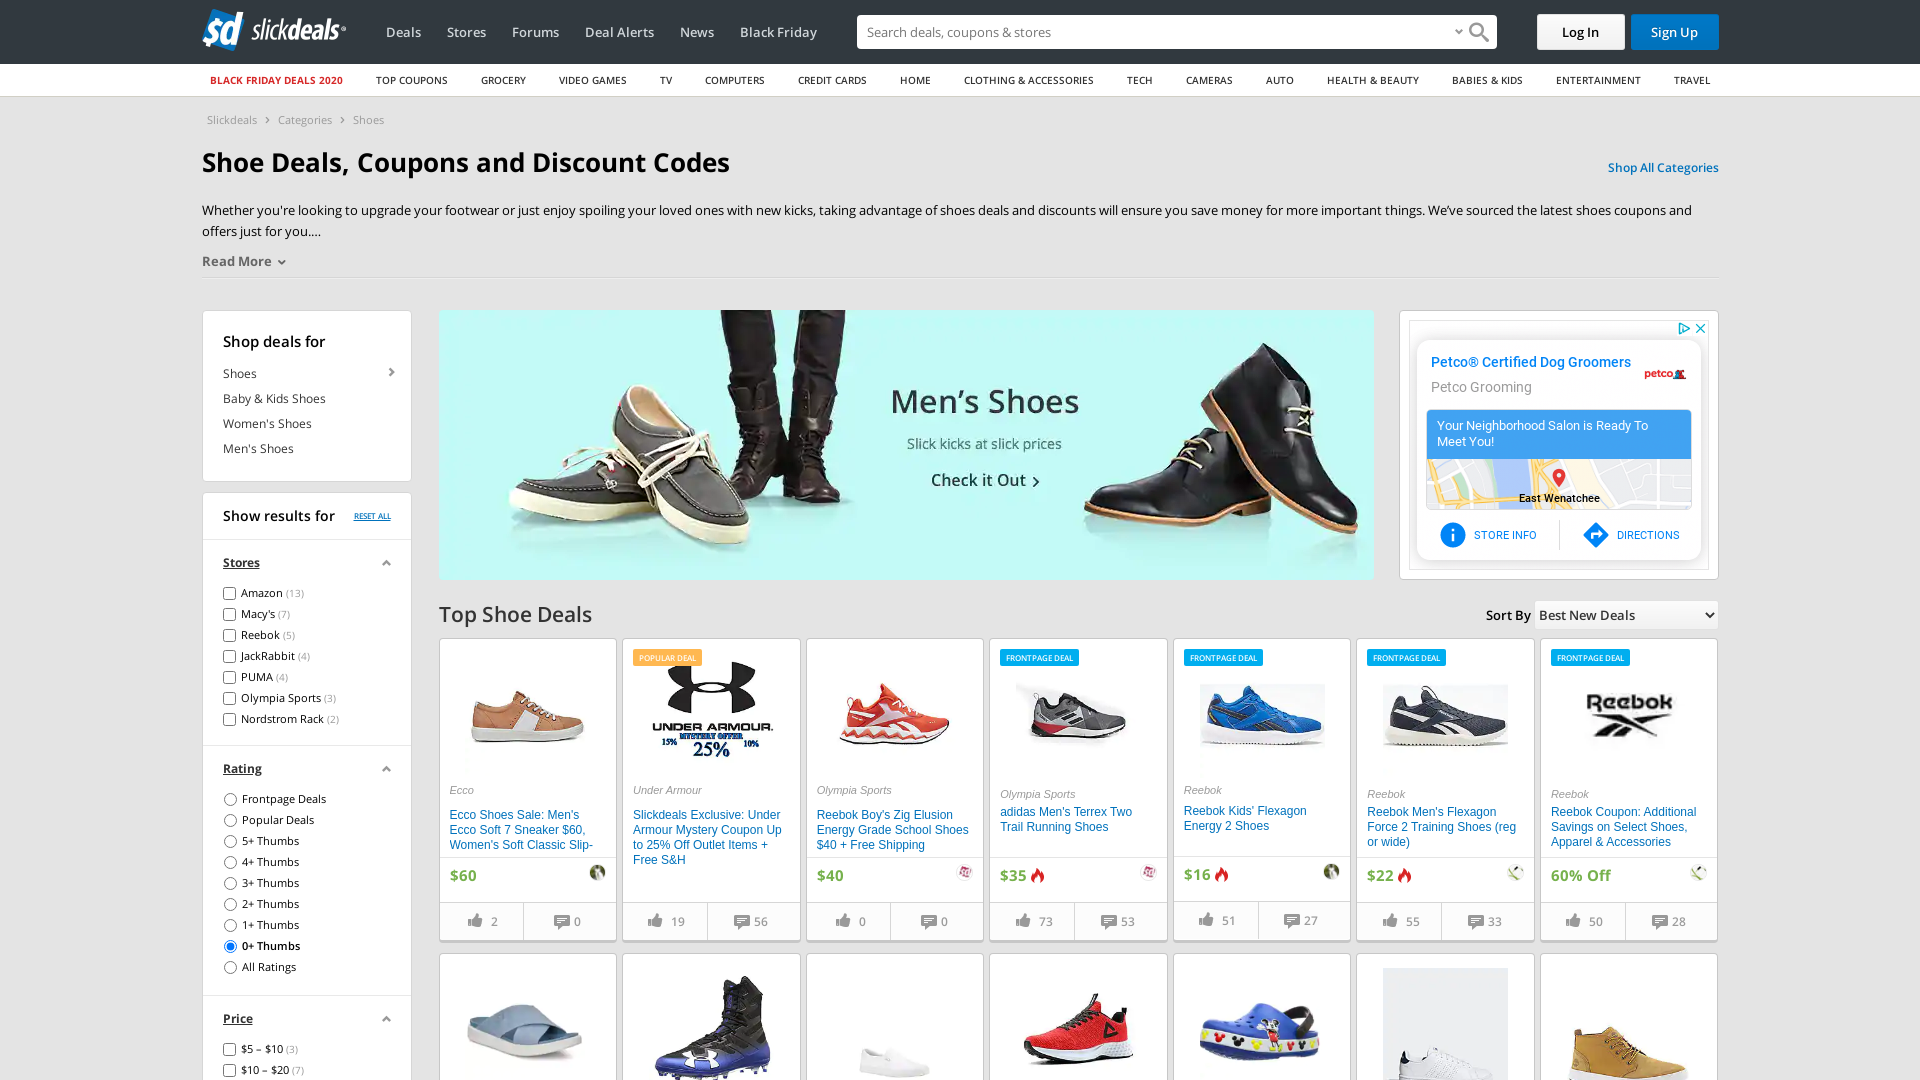 sd slickdeals
Deals
Stores
Forums
Deal Alerts
News
Black Friday
Search deals, coupons & stores
Log In
Sign Up
BLACK FRIDAY DEALS 2020
TOP COUPONS
GROCERY
VIDEO GAMES
TV
COMPUTERS
CREDIT CARDS
HOME
CLOTHING & ACCESSORIES
TECH
CAMERAS
AUTO
HEALTH & BEAUTY
BABIES & KIDS
ENTERTAINMENT
TRAVEL
Slickdeals
Categories
Shoes
Shoe Deals, Coupons and Discount Codes
Shop All Categories
Whether you're looking to upgrade your footwear or just enjoy spoiling your loved ones with new kicks, taking advantage of shoes deals and discounts will ensure you save money for more important things. We’ve sourced the latest shoes coupons and
offers just for you.…
Read More
Shop deals for
Shoes
Baby & Kids Shoes
Women's Shoes
Men's Shoes
Show results for
RESET ALL
Stores
Amazon (13)
Macy's (7)
Reebok (5)
JackRabbit (4)
PUMA (4)
Olympia Sports (3)
Nordstrom Rack (2)
Rating
Frontpage Deals
Popular Deals
5+ Thumbs
4+ Thumbs
3+ Thumbs
2+ Thumbs
1+ Thumbs
0+ Thumbs
All Ratings
Price
$5 – $10 (3)
$10 – $20 (7)
Men’s Shoes
Slick kicks at slick prices
Check it Out
Petco® Certified Dog Groomers
Petco Grooming
petco
Your Neighborhood Salon is Ready To
Meet You!
East Wenatchee
STORE INFO
DIRECTIONS
Top Shoe Deals
Sort By
Best New Deals
Ecco
Ecco Shoes Sale: Men's
Ecco Soft 7 Sneaker $60,
Women's Soft Classic Slip-
$60
2
0
POPULAR DEAL
UNDER ARMOUR.
MYSTERY OFFER
15%
25%
10%
Under Armour
Slickdeals Exclusive: Under
Armour Mystery Coupon Up
to 25% Off Outlet Items +
Free S&H
19
56
Olympia Sports
Reebok Boy's Zig Elusion
Energy Grade School Shoes
$40 + Free Shipping
$40
0
0
FRONTPAGE DEAL
Olympia Sports
adidas Men's Terrex Two
Trail Running Shoes
$35
73
53
FRONTPAGE DEAL
Reebok
Reebok Kids' Flexagon
Energy 2 Shoes
$16
51
27
FRONTPAGE DEAL
Reebok
Reebok Men's Flexagon
Force 2 Training Shoes (reg
or wide)
$22
55
33
FRONTPAGE DEAL
Reebok
Reebok
Reebok Coupon: Additional
Savings on Select Shoes,
Apparel & Accessories
60% Off
50
28